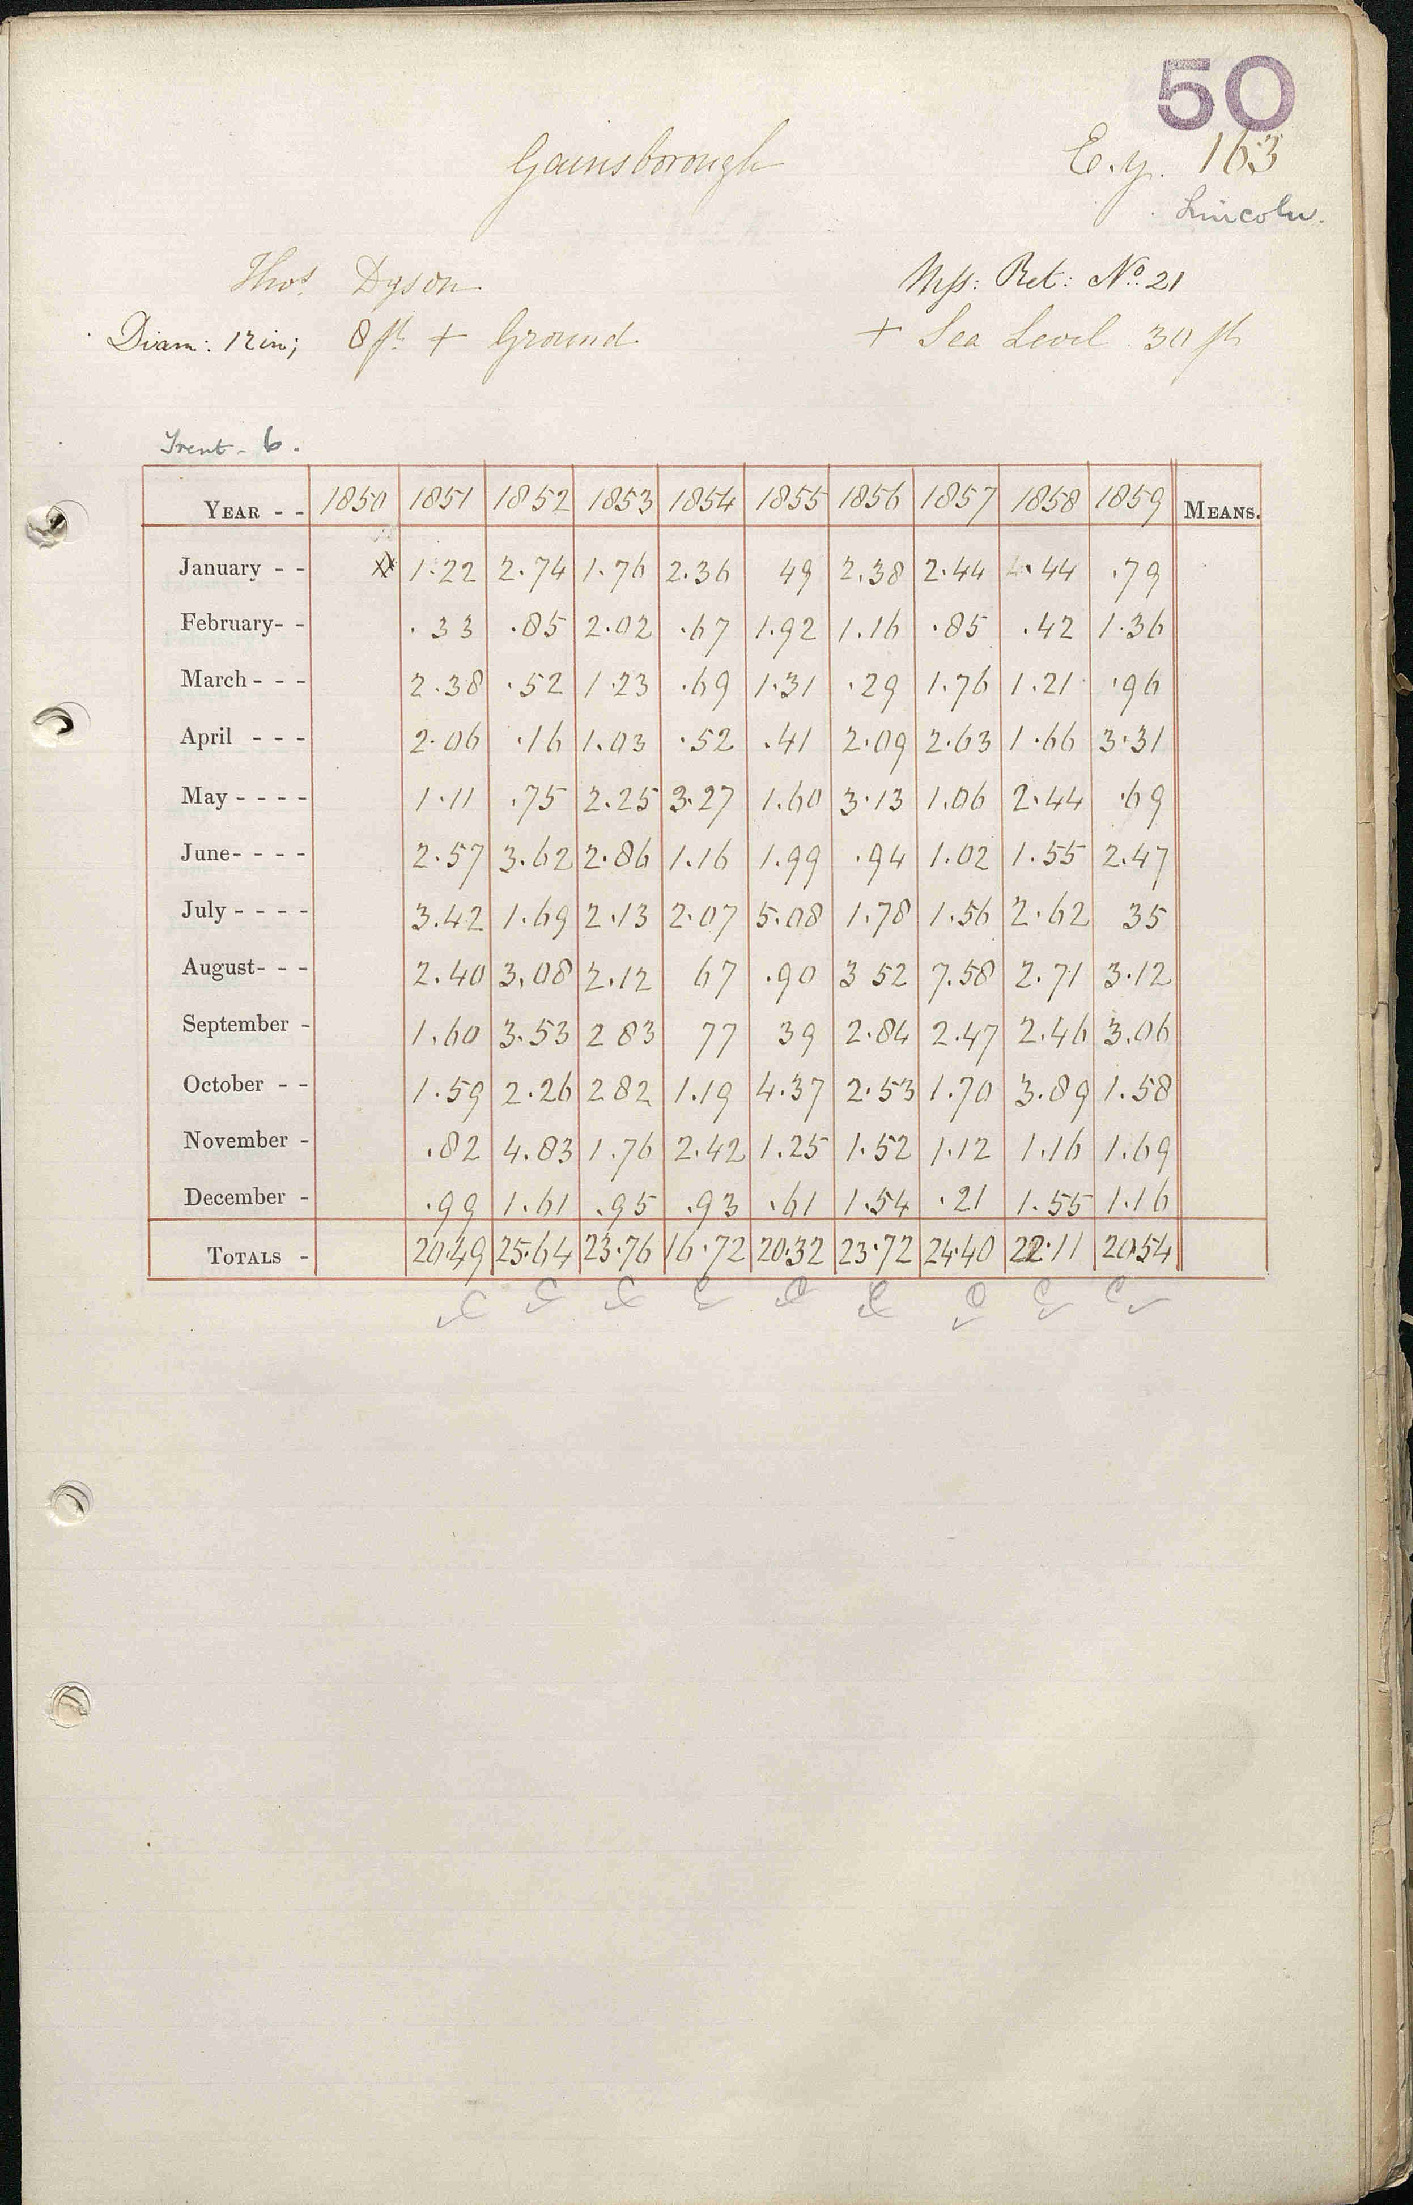 50
Gainsborough E.y. 163
Lincoln.
Thos. Dyson Mss: Ret: No. 21
Diam: 12 in; 8 ft + Ground + Sea Level 30 ft
Trent - 6.
YEAR - - 1850 1851 1852 1853 1854 1855 1856 1857 1858 1859 MEANS.
January - - 1.22 2.74 1.76 2.36 49 2.38 2.44 .44 .79
February- - .33 .85 2.02 .67 1.92 1.16 .85 .42 1.36
March - - - 2.38 .52 1.23 .69 1.31 .29 1.76 1.21 .96
April - - - 2.06 .16 1.03 .52 .41 2.09 2.63 1.66 3.31
May - - - - 1.11 .75 2.25 3.27 1.60 3.13 1.06 2.44 .69
June- - - - 2.57 3.62 2.86 1.16 1.99 .94 1.02 1.55 2.47
July - - - - 3.42 1.69 2.13 2.07 5.08 1.78 1.56 2.62 35
August- - - 2.40 3.08 2.12 67 .90 3 52 7.58 2.71 3.12
September - 1.60 3.53 2 83 77 39 2.84 2.47 2.46 3.06
October - - 1.59 2.26 2 82 1.19 4.37 2.53 1.70 3.89 1.58
November - .82 4.83 1.76 2.42 1.25 1.52 1.12 1.16 1.69
December - .99 1.61 .95 .93 .61 1.54 .21 1.55 1.16
TOTALS - 20.49 25.64 23.76 16.72 20.32 23.72 24.40 22.11 20.54